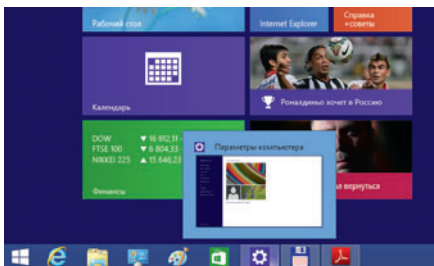 Рабочий стол
Internet Explorer
Справка
+советы
Календарь
Роналдиньо хочет в Россию
DOW ▼ 16 912,11
FTSE 100 ▼ 6 804,33
NIKKEI 225 ▲ 15 646,23
Финансы
Параметры компьютера
вернуться